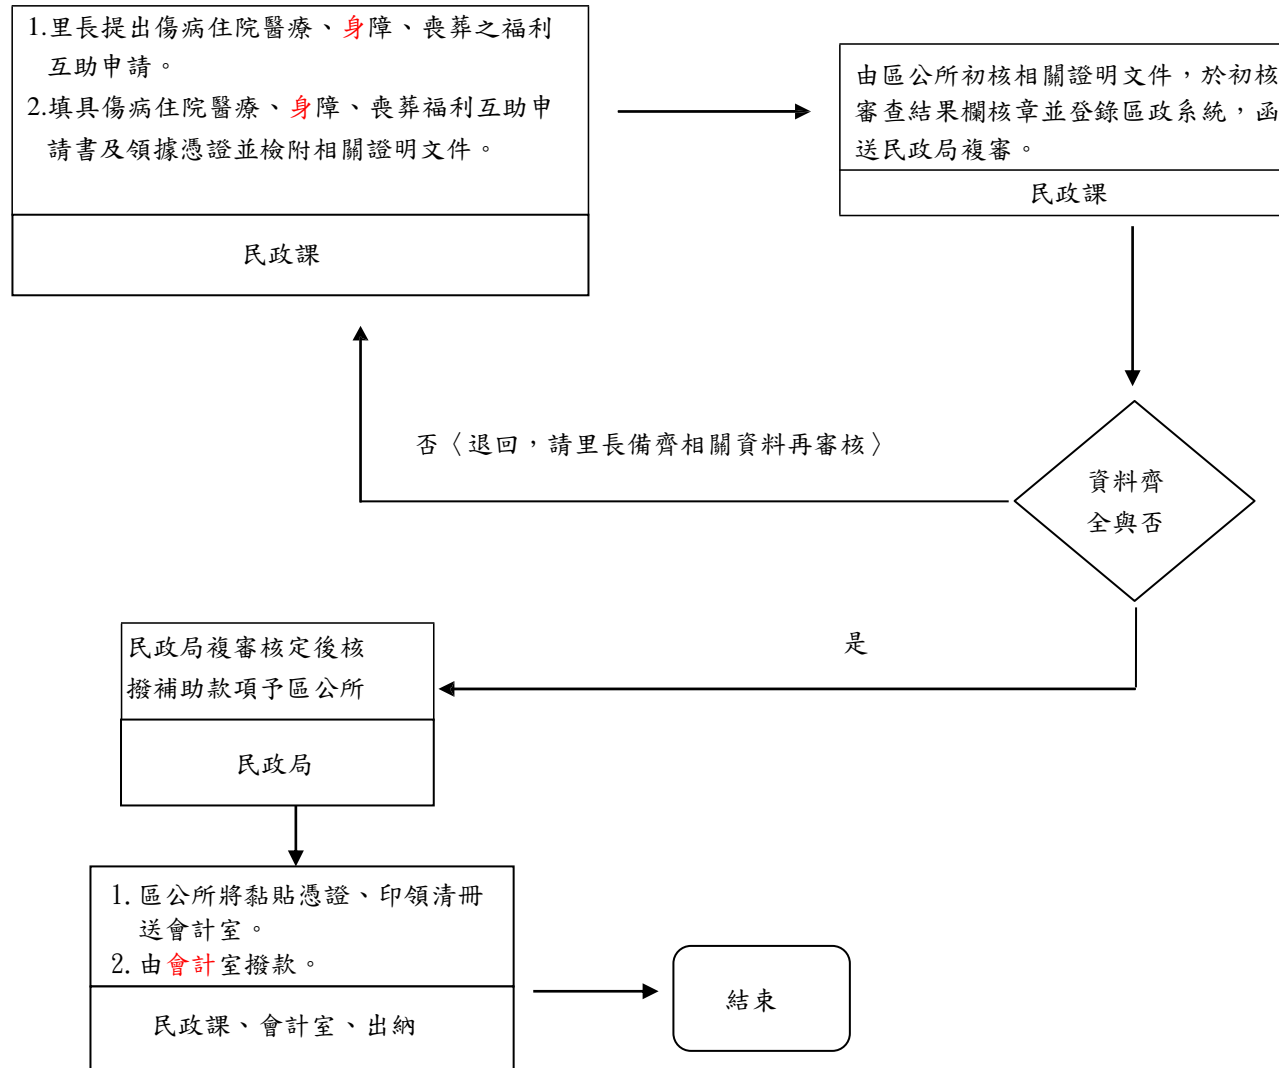 1.里長提出傷病住院醫療、身障、喪葬之福利
互助申請。
2.填具傷病住院醫療、身障、喪葬福利互助申
請書及領據憑證並檢附相關證明文件。
民政課
由區公所初核相關證明文件，於初核
審查結果欄核章並登錄區政系統，函
送民政局複審。
民政課
否〈退回，請里長備齊相關資料再審核〉
資料齊
全與否
是
民政局複審核定後核
撥補助款項予區公所
民政局
1. 區公所將黏貼憑證、印領清冊
送會計室。
2. 由會計室撥款。
民政課、會計室、出納
結束